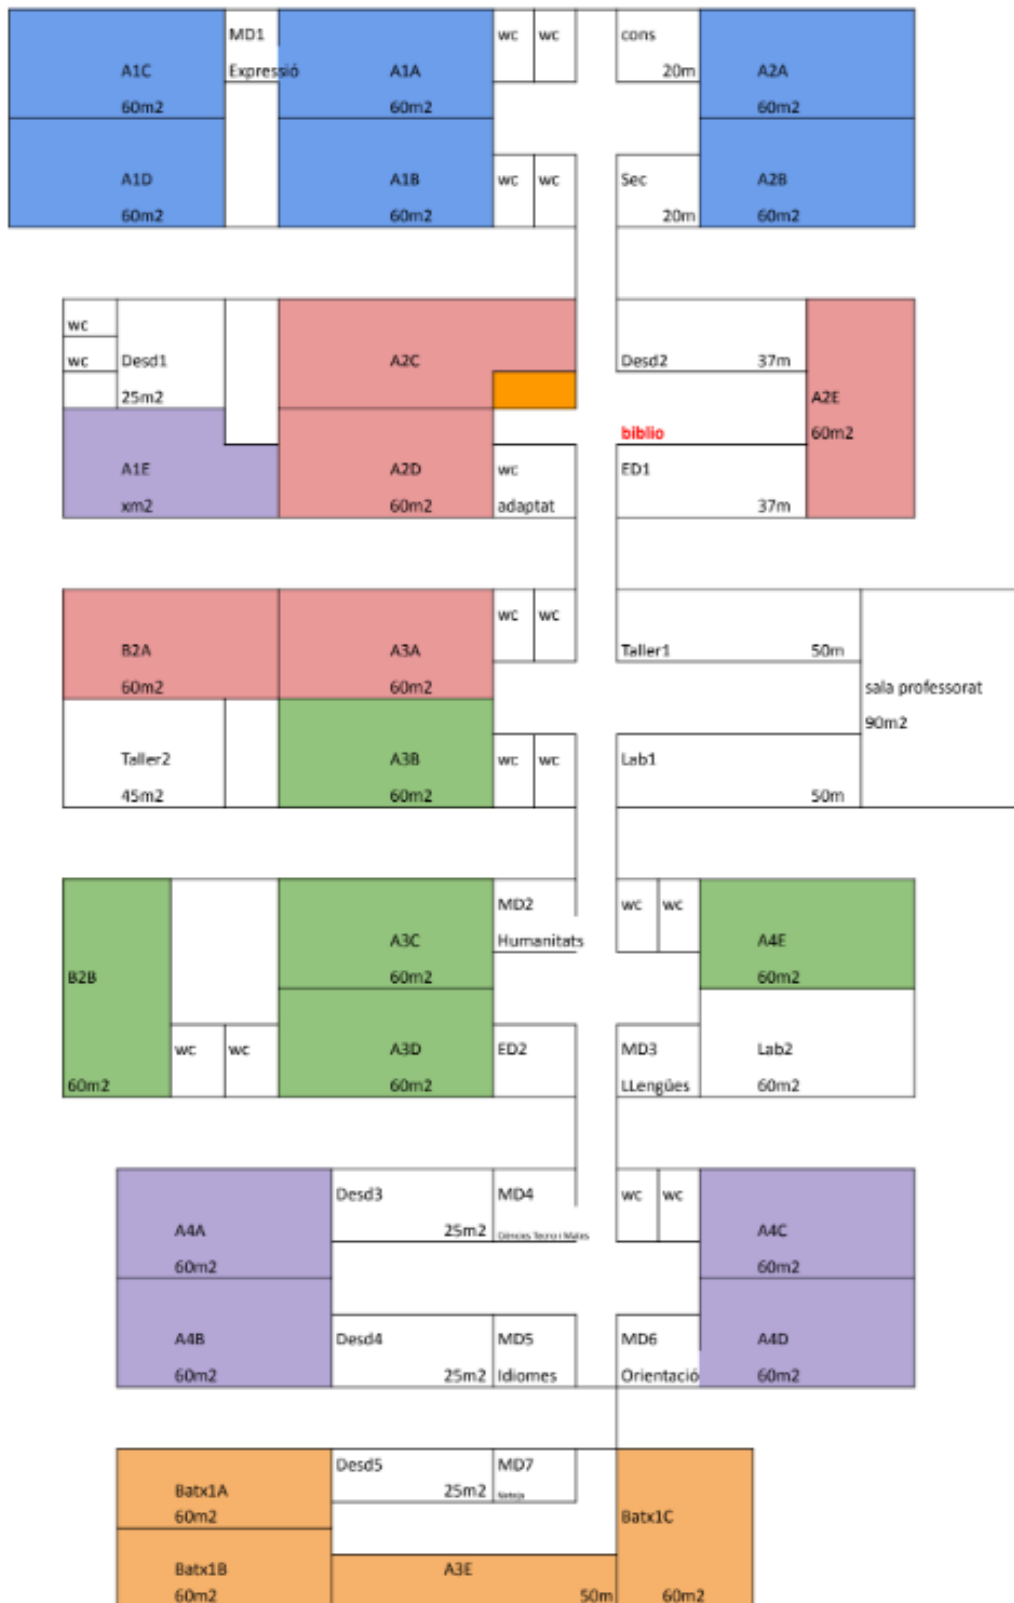 MD1 wc wc cons
A1C Expressió A1A 20m A2A
60m2 60m2 60m2
A1D A1B wc wc Sec A2B
60m2 60m2 20m 60m2
wc
wc Desd1 A2C Desd2 37m
25m2 A2E
biblio 60m2
A1E A2D wc ED1
xm2 60m2 adaptat 37m
wc wc
B2A A3A Taller1 50m
60m2 60m2 sala professorat
90m2
Taller2 A3B wc wc Lab1
45m2 60m2 50m
MD2 wc wc
A3C Humanitats A4E
B2B 60m2 60m2
wc wc A3D ED2 MD3 Lab2
60m2 60m2 LLengües 60m2
Desd3 MD4 wc wc
A4A 25m2 A4C
60m2 60m2
A4B Desd4 MD5 MD6 A4D
60m2 25m2 Idiomes Orientació 60m2
Desd5 MD7
Batx1A 25m2
60m2 Batx1C
Batx1B A3E
60m2 50m 60m2